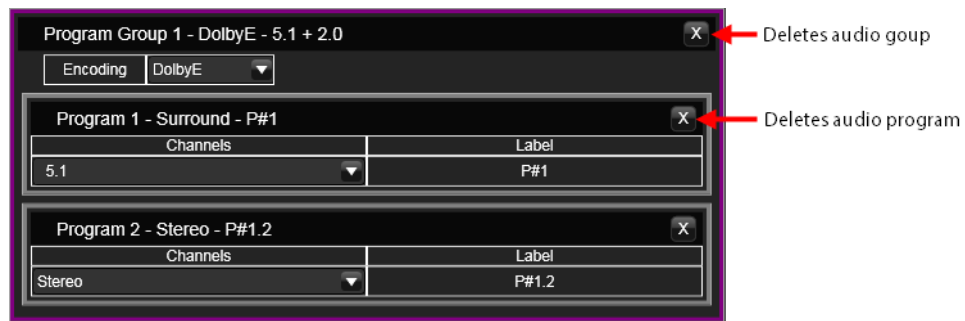 Program Group 1 - DolbyE - 5.1 + 2.0 X Deletes audio goup
Encoding DolbyE
Program 1 - Surround - P#1 X Deletes audio program
Channels Label
5.1 P#1
Program 2 - Stereo - P#1.2 X
Channels Label
Stereo P#1.2